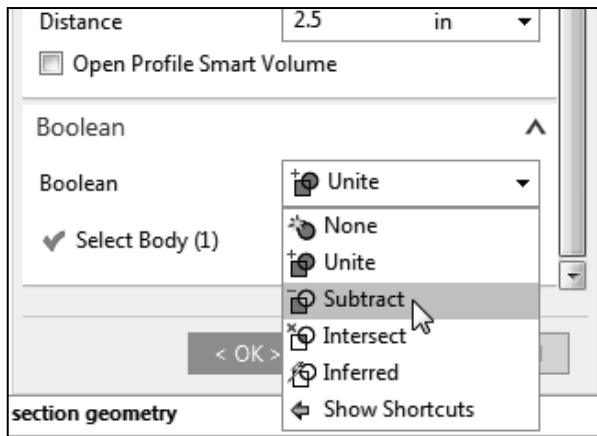 Distance 2.5 in
Open Profile Smart Volume
Boolean
Boolean Unite
None
Select Body (1)
Unite
Subtract
Intersect
< OK >
Inferred
Show Shortcuts
section geometry